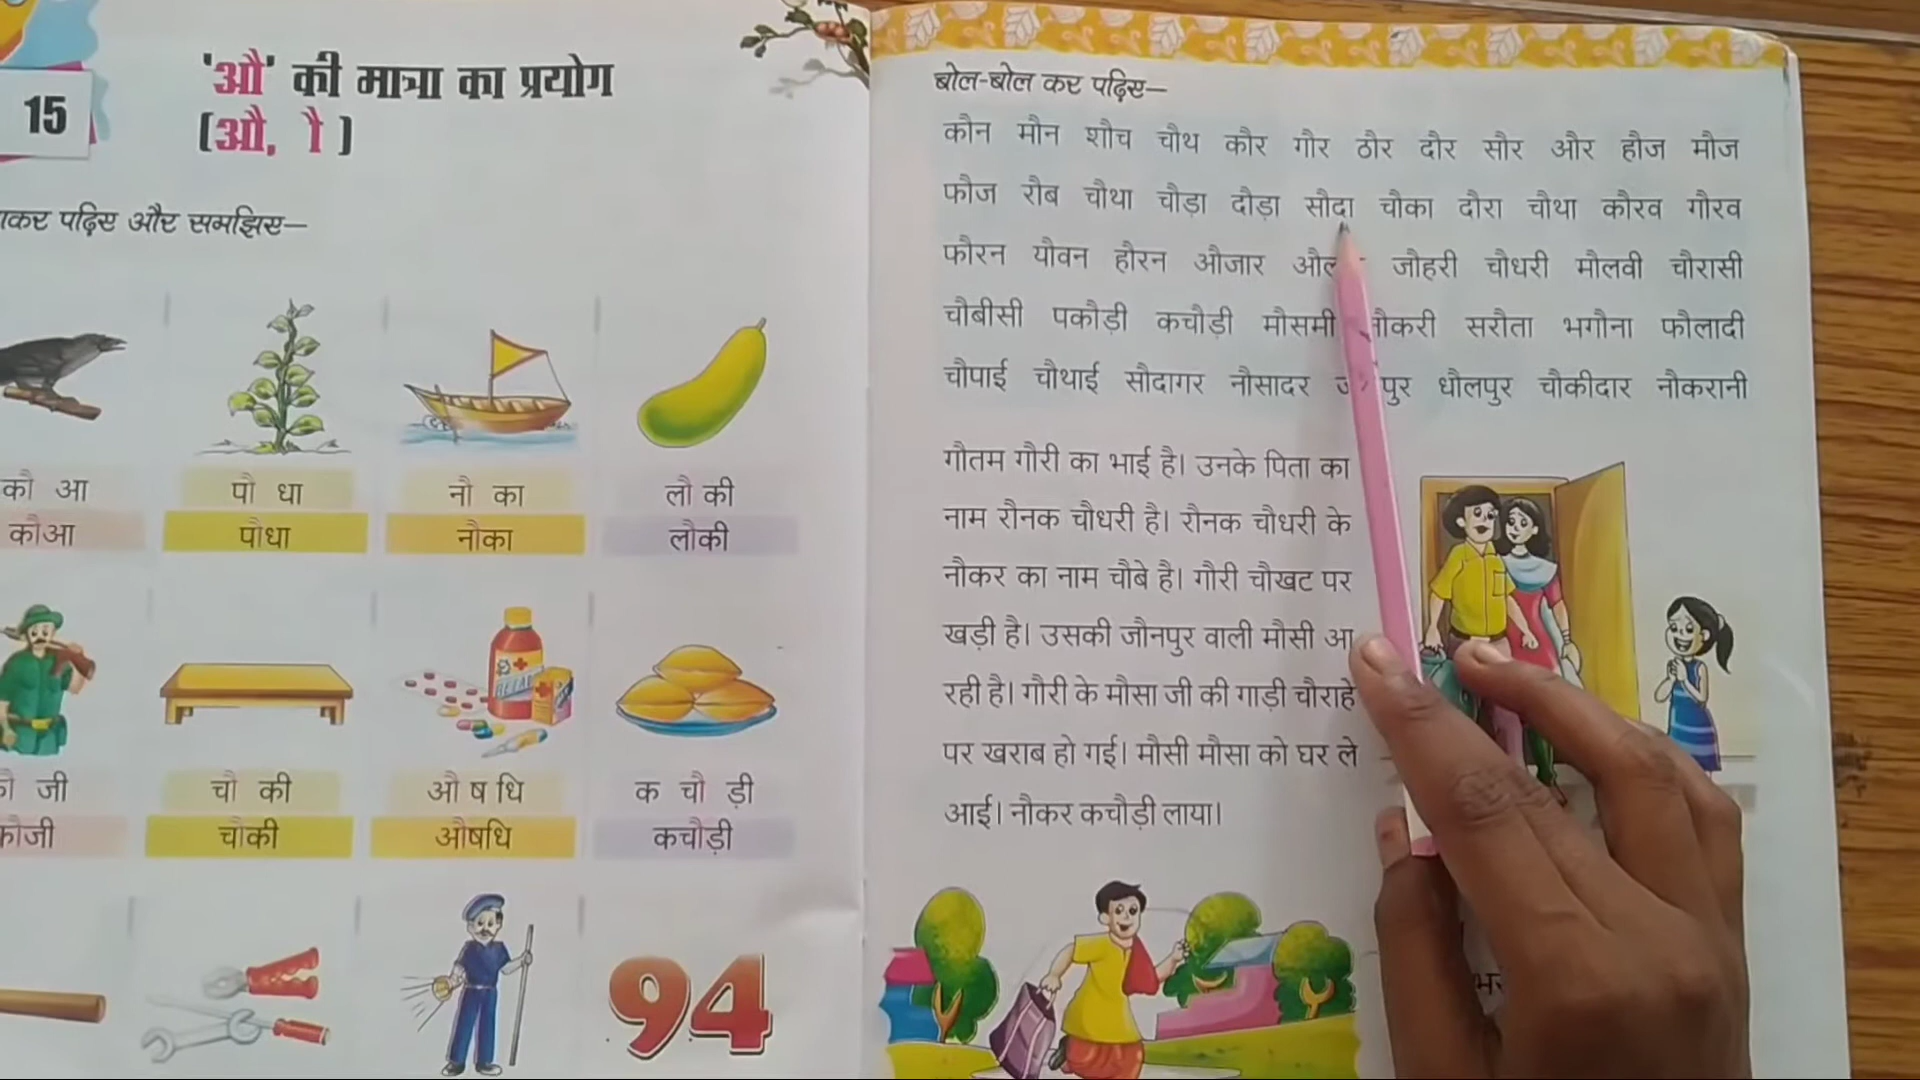 15
'औ' की मात्रा का प्रयोग
(औ, ौ)
पढ़िए और समझिए—
कौ आ
पौ धा
नौ का
लौ की
कौआ
पौधा
नौका
लौकी
जी
चौ की
औ ष धि
क चौ ड़ी
फौजी
चौकी
औषधि
कचौड़ी
94
बोल-बोल कर पढ़िए—
कौन मौन शौच चौथ कौर गौर ठौर दौर सौर और हौज मौज
फौज रौब चौथा चौड़ा दौड़ा सौदा चौका दौरा चौथा कौरव गौरव
फौरन यौवन हौरन औजार जौहरी चौधरी मौलवी चौरासी
चौबीसी पकौड़ी कचौड़ी मौसमी सरौता भगौना फौलादी
चौपाई चौथाई सौदागर नौसादर धौलपुर चौकीदार नौकरानी
गौतम गौरी का भाई है। उनके पिता का
नाम रौनक चौधरी है। रौनक चौधरी के
नौकर का नाम चौबे है। गौरी चौखट पर
खड़ी है। उसकी जौनपुर वाली मौसी आ
रही है। गौरी के मौसा जी की गाड़ी चौराहे
पर खराब हो गई। मौसी मौसा को घर ले
आई। नौकर कचौड़ी लाया।